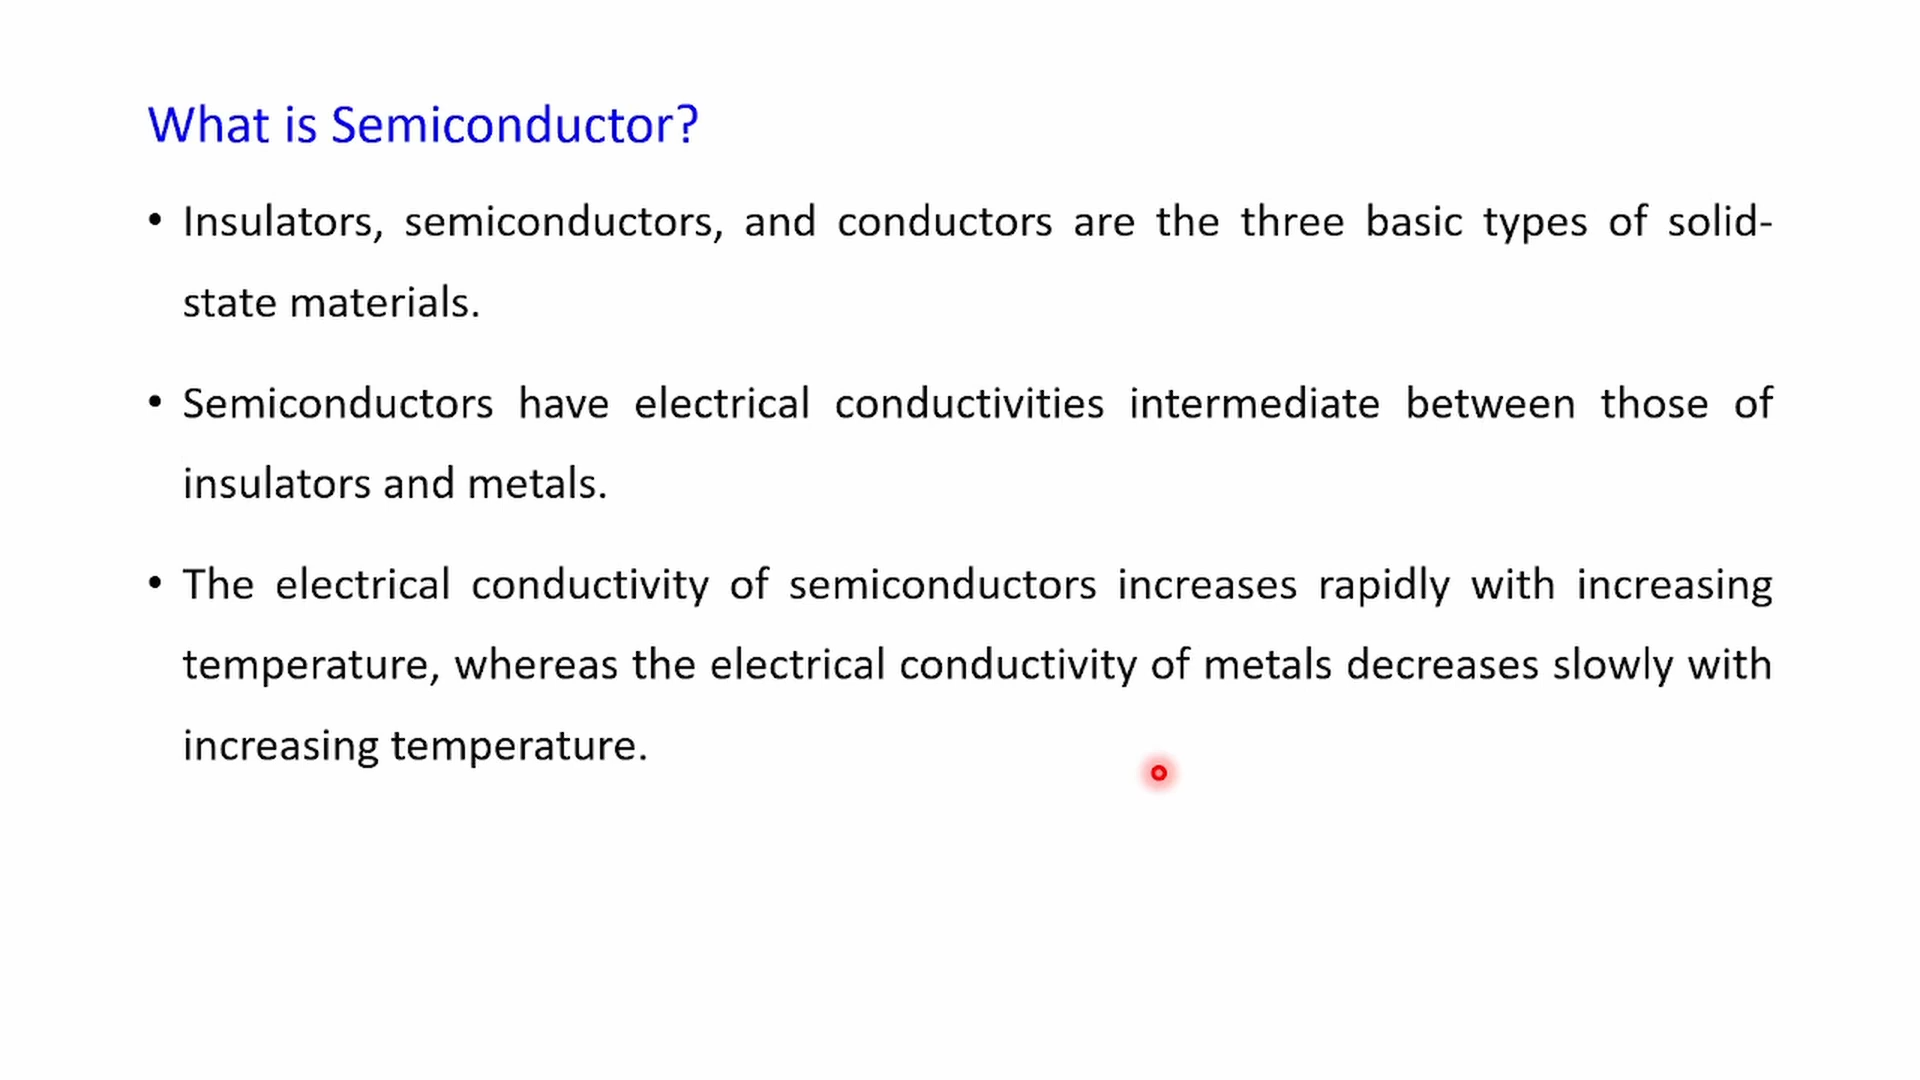 What is Semiconductor?
• Insulators, semiconductors, and conductors are the three basic types of solid-
state materials.
• Semiconductors have electrical conductivities intermediate between those of
insulators and metals.
• The electrical conductivity of semiconductors increases rapidly with increasing
temperature, whereas the electrical conductivity of metals decreases slowly with
increasing temperature.